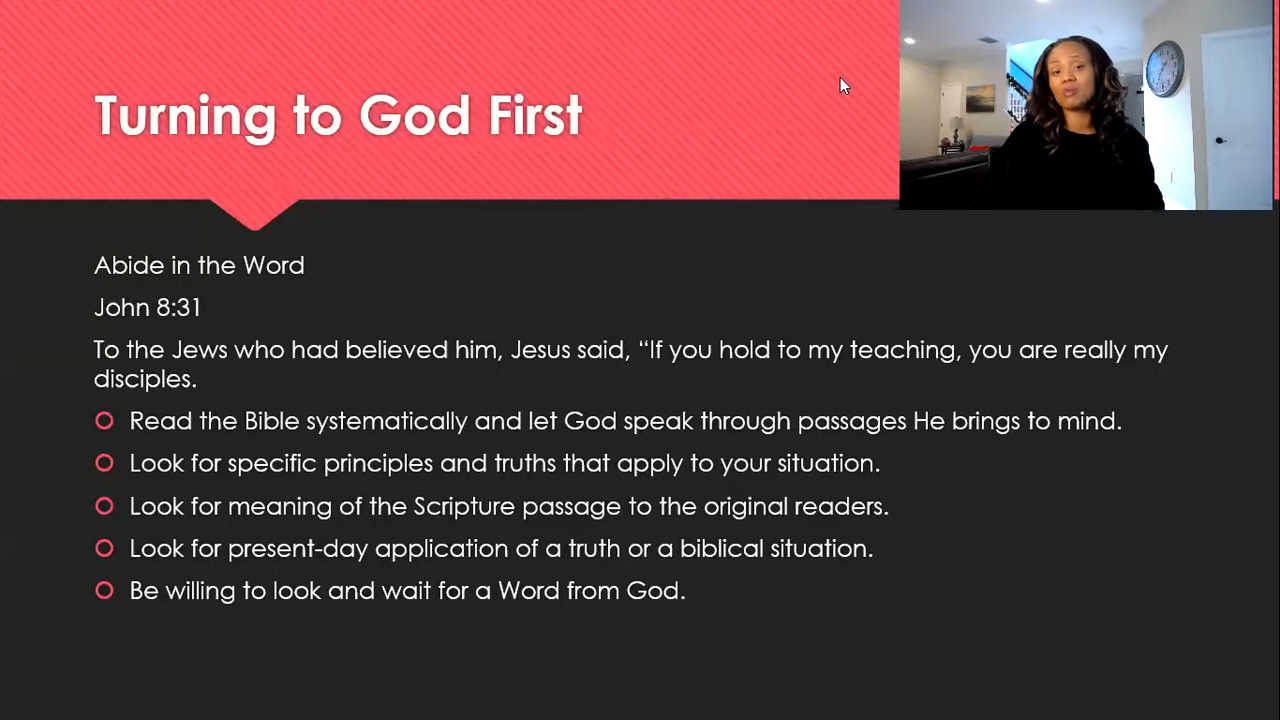 Turning to God First
Abide in the Word
John 8:31
To the Jews who had believed him, Jesus said, “If you hold to my teaching, you are really my
disciples.
Read the Bible systematically and let God speak through passages He brings to mind.
Look for specific principles and truths that apply to your situation.
Look for meaning of the Scripture passage to the original readers.
Look for present-day application of a truth or a biblical situation.
Be willing to look and wait for a Word from God.